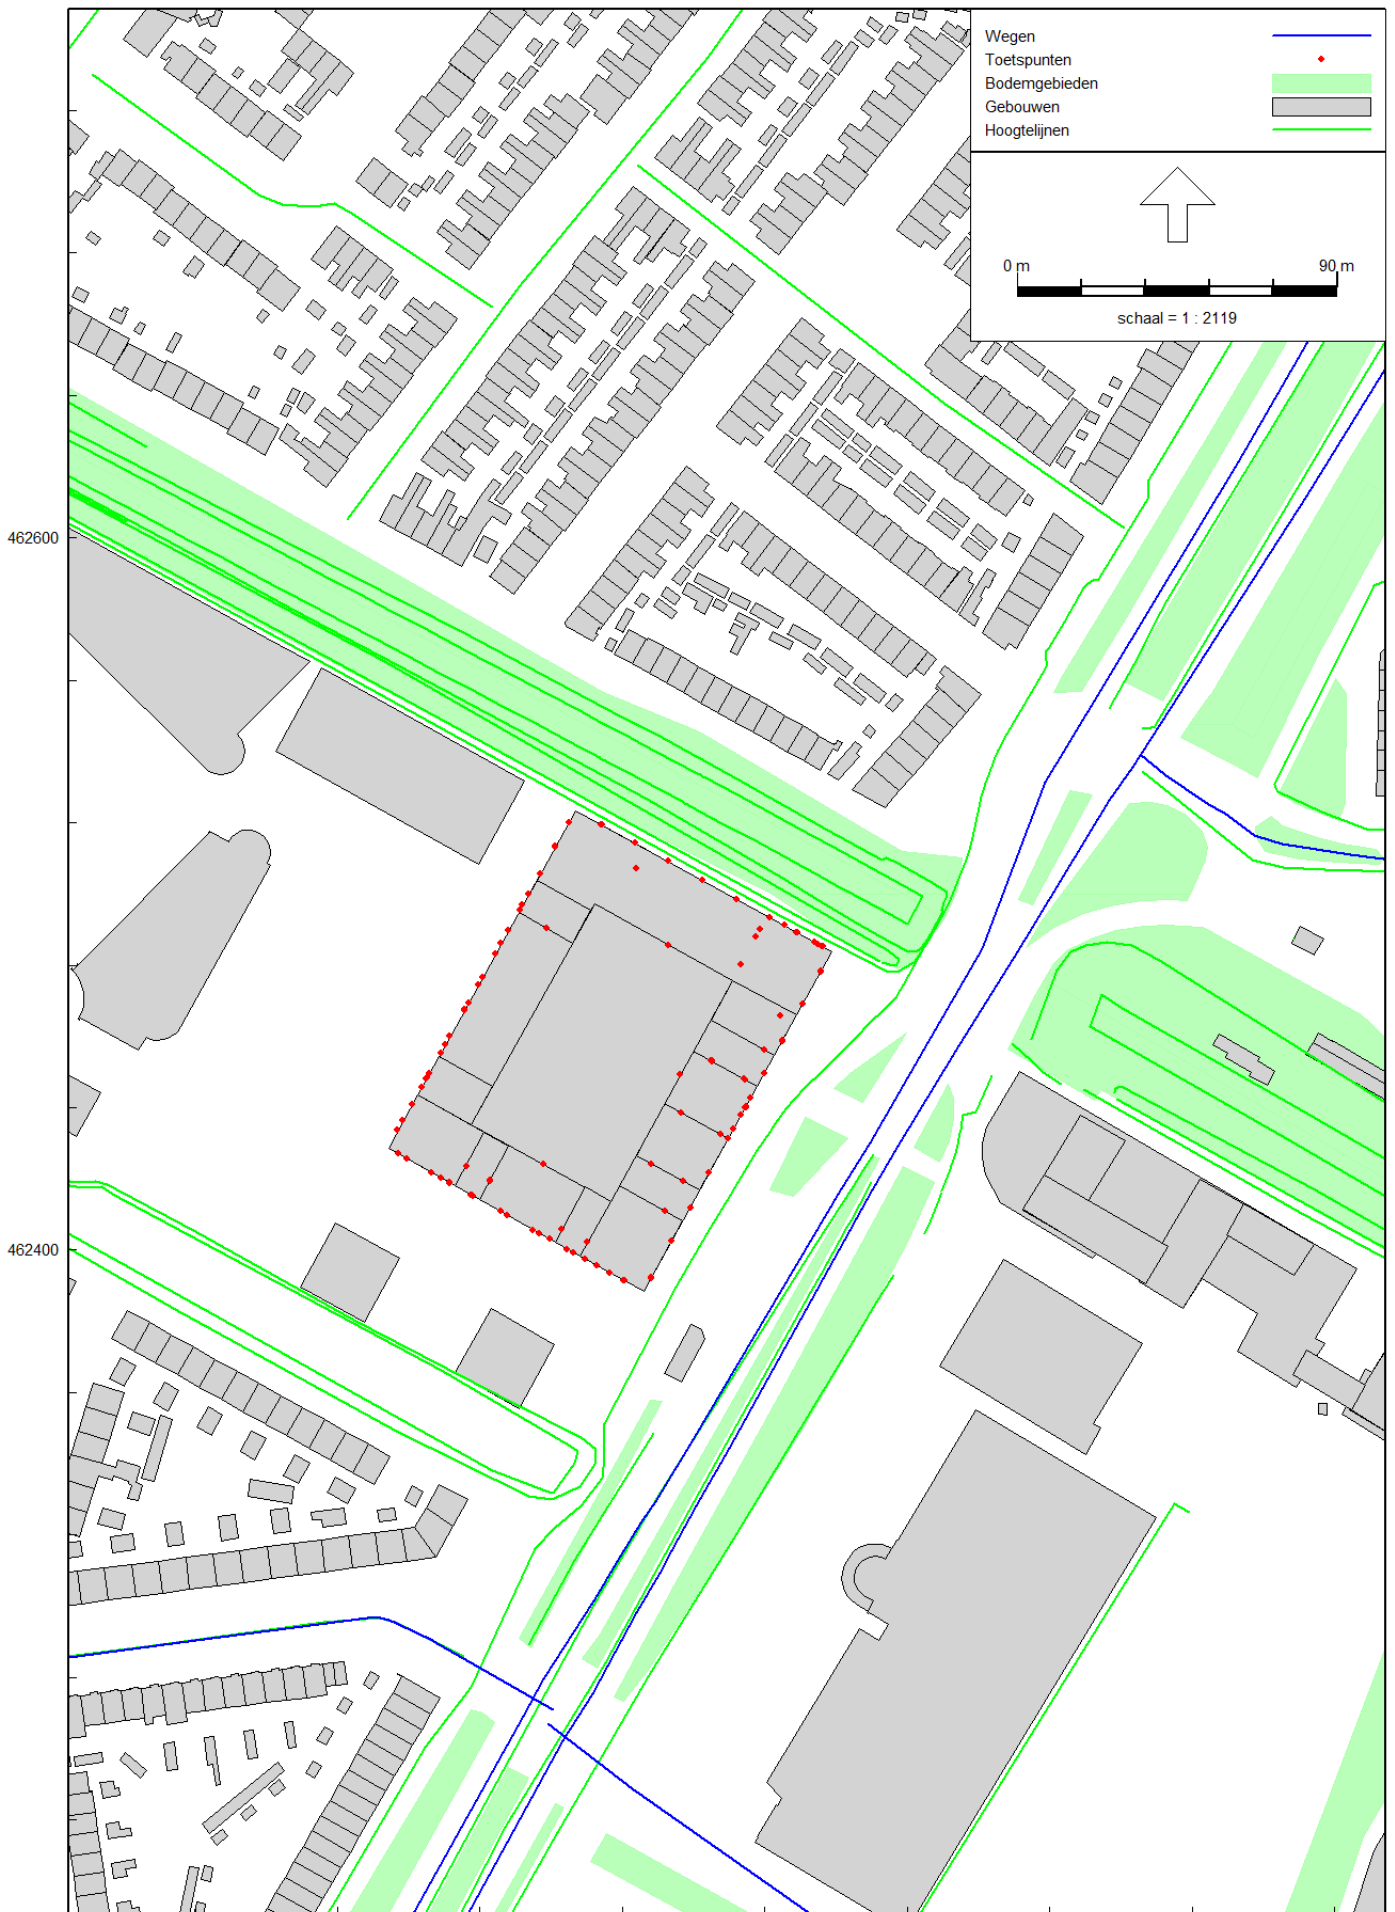 Wegen
Toetspunten
Bodemgebieden
Gebouwen
Hoogtelijnen
0 m 90 m
schaal = 1 : 2119
462600
462400